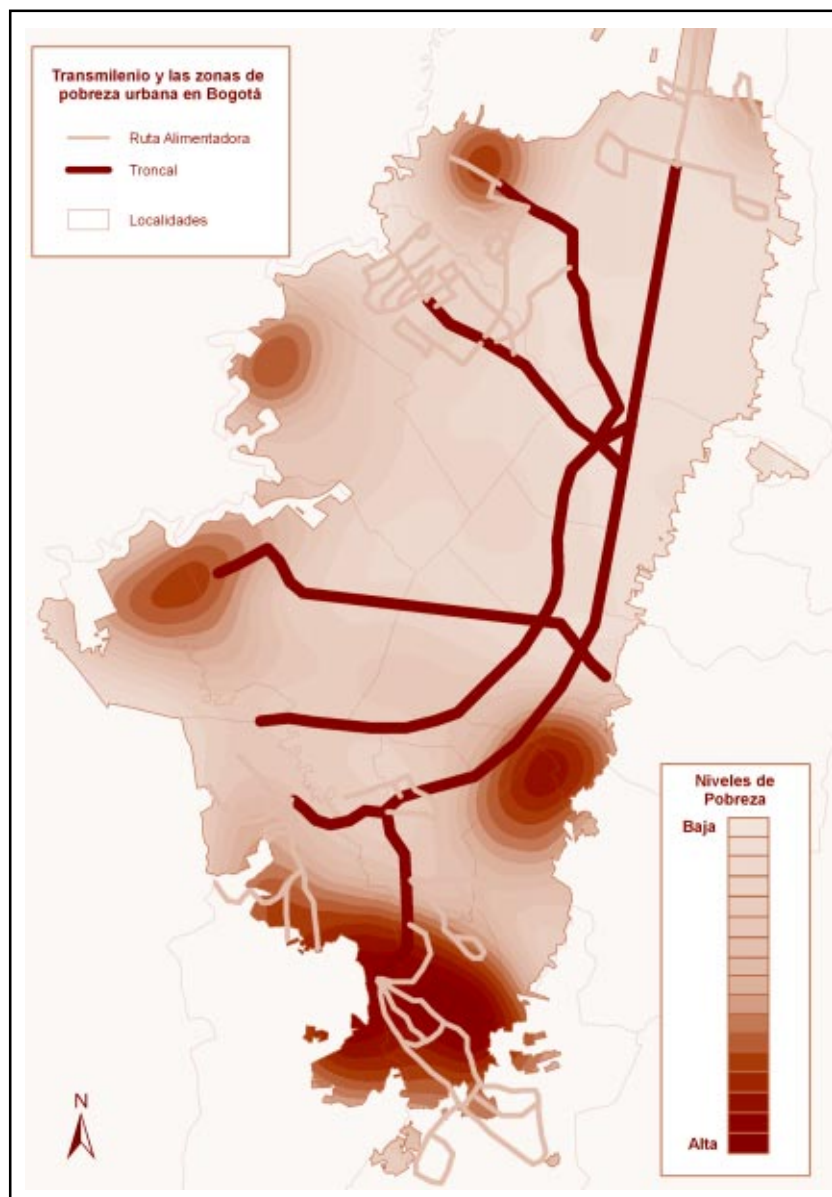 Transmilenio y las zonas de
pobreza urbana en Bogotá
Ruta Alimentadora
Troncal
Localidades
Niveles de
Pobreza
Baja
Alta
N